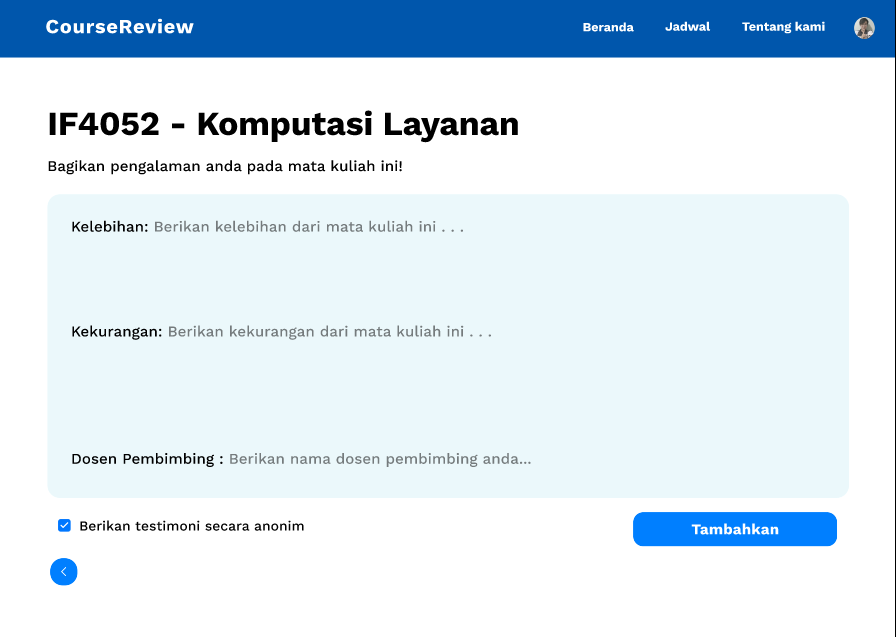 CourseReview
Beranda Jadwal Tentang kami
IF4052 - Komputasi Layanan
Bagikan pengalaman anda pada mata kuliah ini!
Kelebihan: Berikan kelebihan dari mata kuliah ini . . .
Kekurangan: Berikan kekurangan dari mata kuliah ini . . .
Dosen Pembimbing : Berikan nama dosen pembimbing anda...
Berikan testimoni secara anonim
Tambahkan